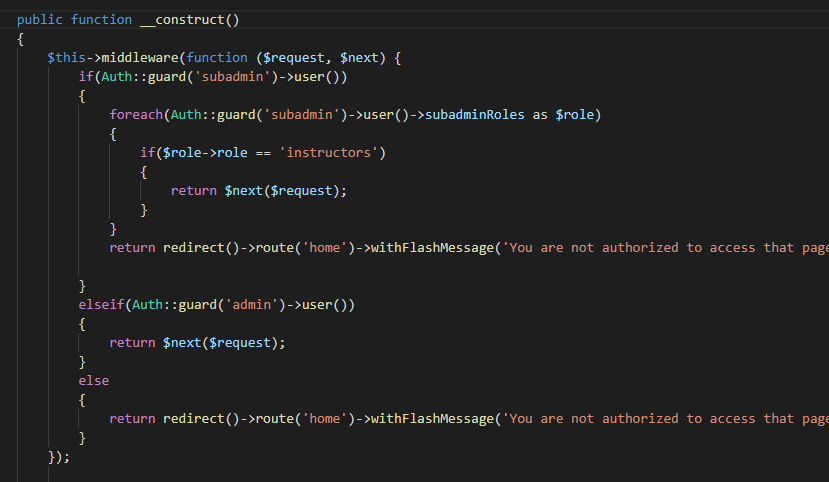 public function __construct()
{
$this->middleware(function ($request, $next) {
if(Auth::guard('subadmin')->user())
{
foreach(Auth::guard('subadmin')->user()->subadminRoles as $role)
{
if($role->role == 'instructors')
{
return $next($request);
}
}
return redirect()->route('home')->withFlashMessage('You are not authorized to access that page
}
elseif(Auth::guard('admin')->user())
{
return $next($request);
}
else
{
return redirect()->route('home')->withFlashMessage('You are not authorized to access that page
}
});